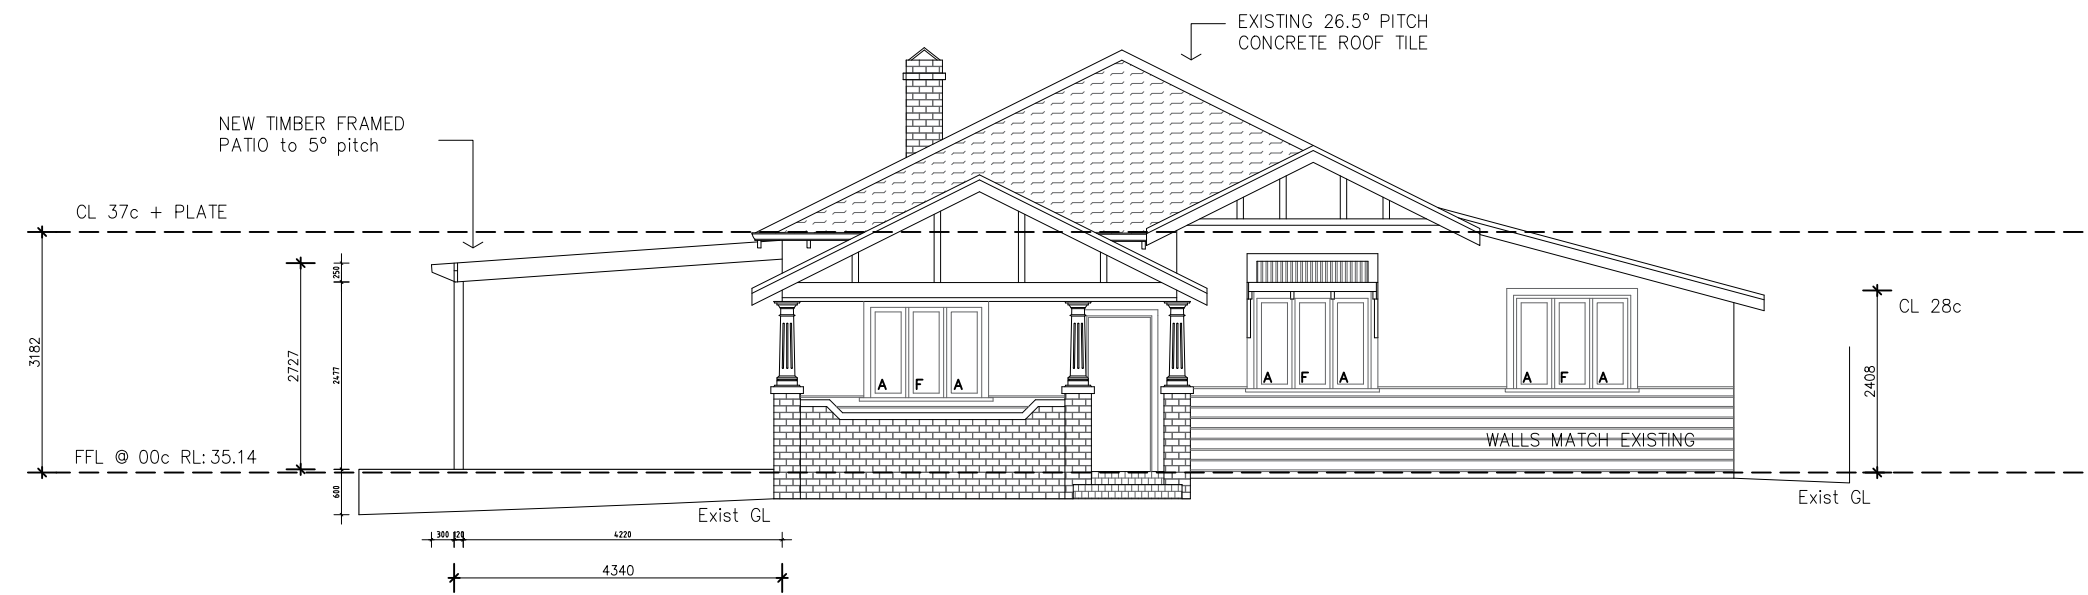 EXISTING 26.5° PITCH
CONCRETE ROOF TILE
NEW TIMBER FRAMED
PATIO to 5° pitch
CL 37c + PLATE
250
CL 28c
3182
2727
2477
2408
A F A
A F A
A F A
WALLS MATCH EXISTING
FFL @ 00c RL: 35.14
600
Exist GL
Exist GL
300 120 4220
4340